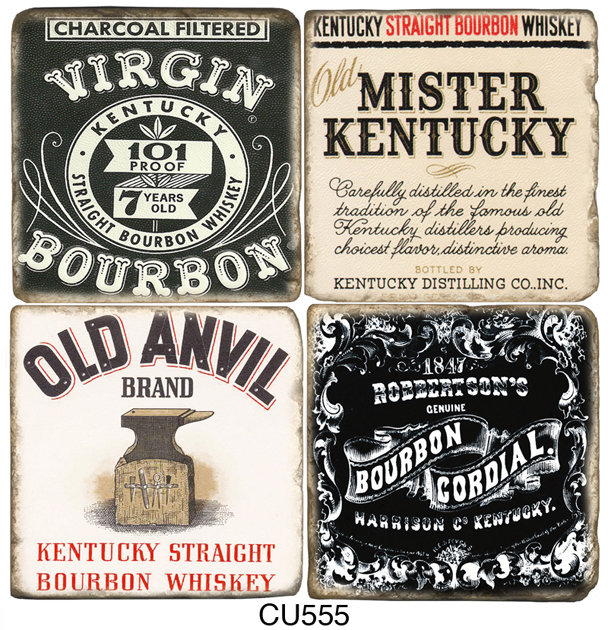 CHARCOAL FILTERED
VIRGIN
KENTUCKY
101
PROOF
7 YEARS
OLD
STRAIGHT BOURBON WHISKEY
BOURBON
KENTUCKY STRAIGHT BOURBON WHISKEY
Old
MISTER
KENTUCKY
Carefully distilled in the finest
tradition of the famous old
Kentucky distillers producing
choicest flavor, distinctive aroma.
BOTTLED BY
KENTUCKY DISTILLING CO., INC.
OLD ANVIL
BRAND
KENTUCKY STRAIGHT
BOURBON WHISKEY
1847
ROBBERTSON'S
GENUINE
BOURBON
CORDIAL.
HARRISON Co KENTUCKY.
CU555